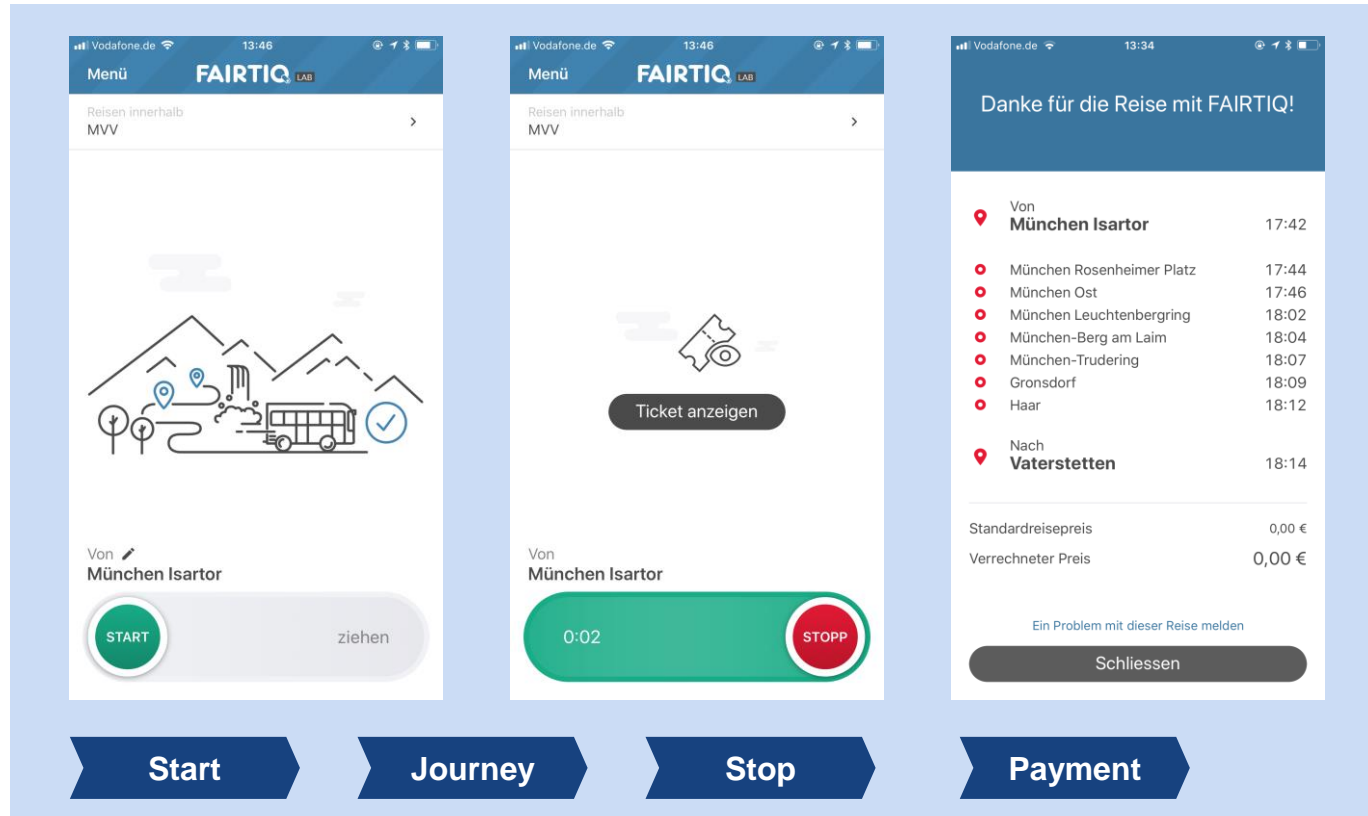 Vodafone.de 13:46
Menü FAIRTIQ LAB
Reisen innerhalb
MVV
Von
München Isartor
START ziehen
Vodafone.de 13:46
Menü FAIRTIQ LAB
Reisen innerhalb
MVV
Ticket anzeigen
Von
München Isartor
0:02 STOPP
Vodafone.de 13:34
Danke für die Reise mit FAIRTIQ!
Von
München Isartor 17:42
München Rosenheimer Platz 17:44
München Ost 17:46
München Leuchtenbergring 18:02
München-Berg am Laim 18:04
München-Trudering 18:07
Gronsdorf 18:09
Haar 18:12
Nach
Vaterstetten 18:14
Standardreisepreis 0,00 €
Verrechneter Preis 0,00 €
Ein Problem mit dieser Reise melden
Schliessen
Start Journey Stop Payment